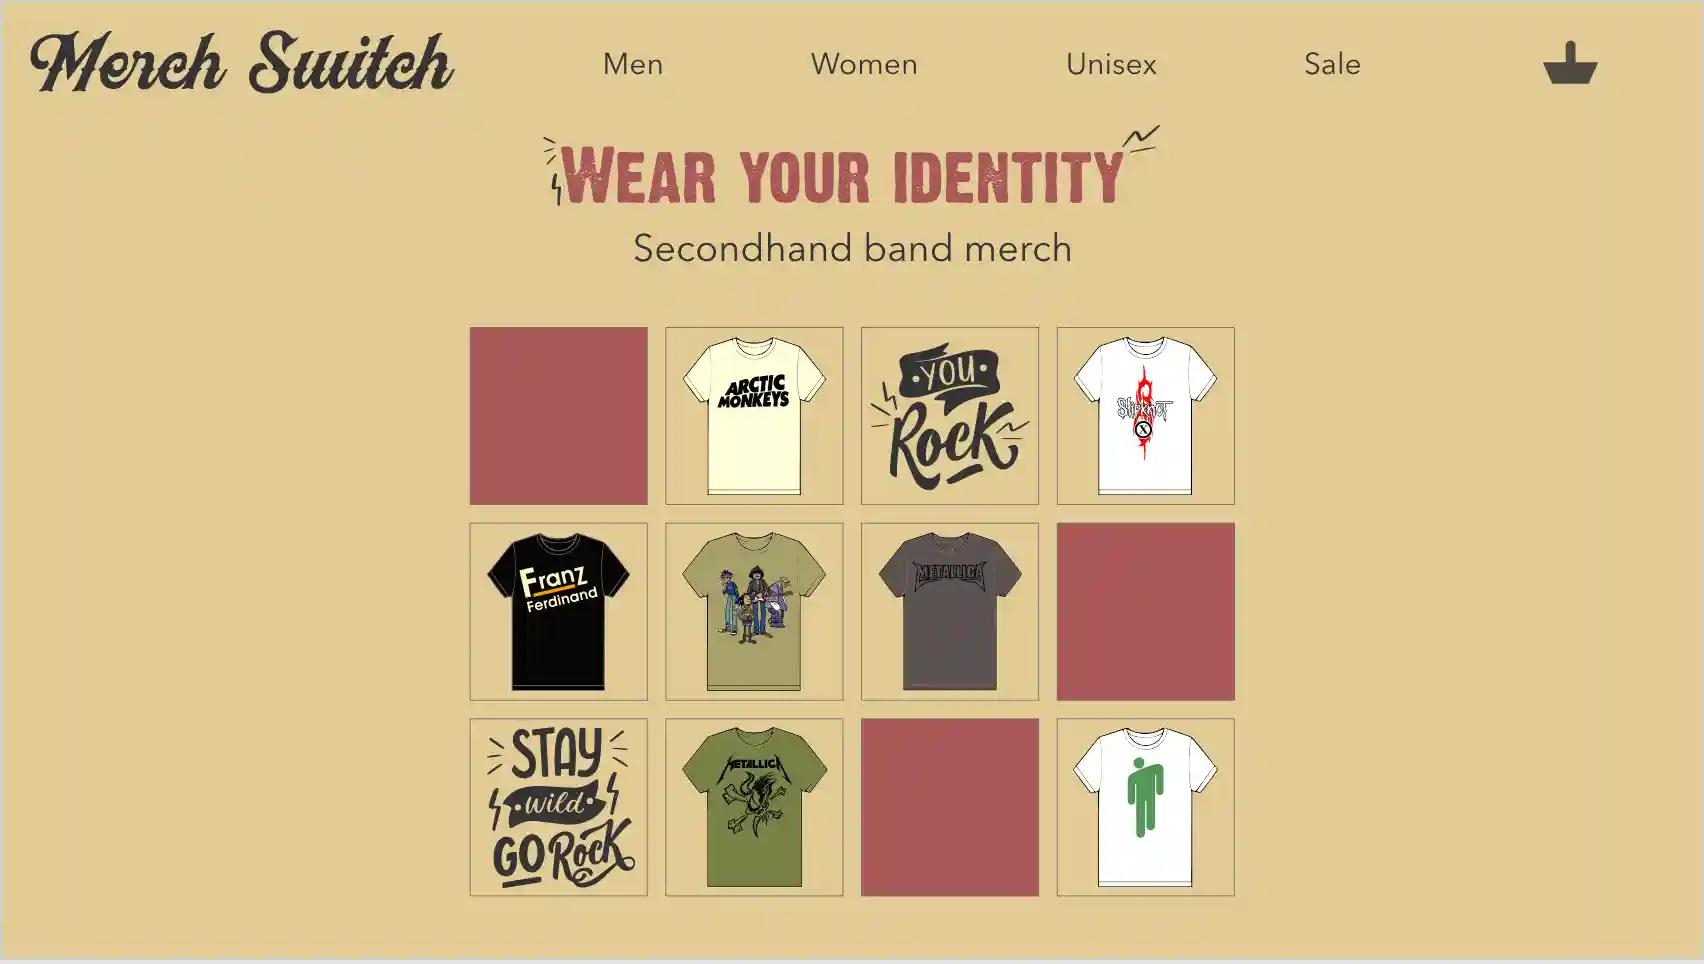 Merch Switch
Men
Women
Unisex
Sale
Wear your identity
Secondhand band merch
ARCTIC
MONKEYS
YOU
Rock
Slipknot
X
Franz
Ferdinand
METALLICA
STAY
wild
GO Rock
METALLICA